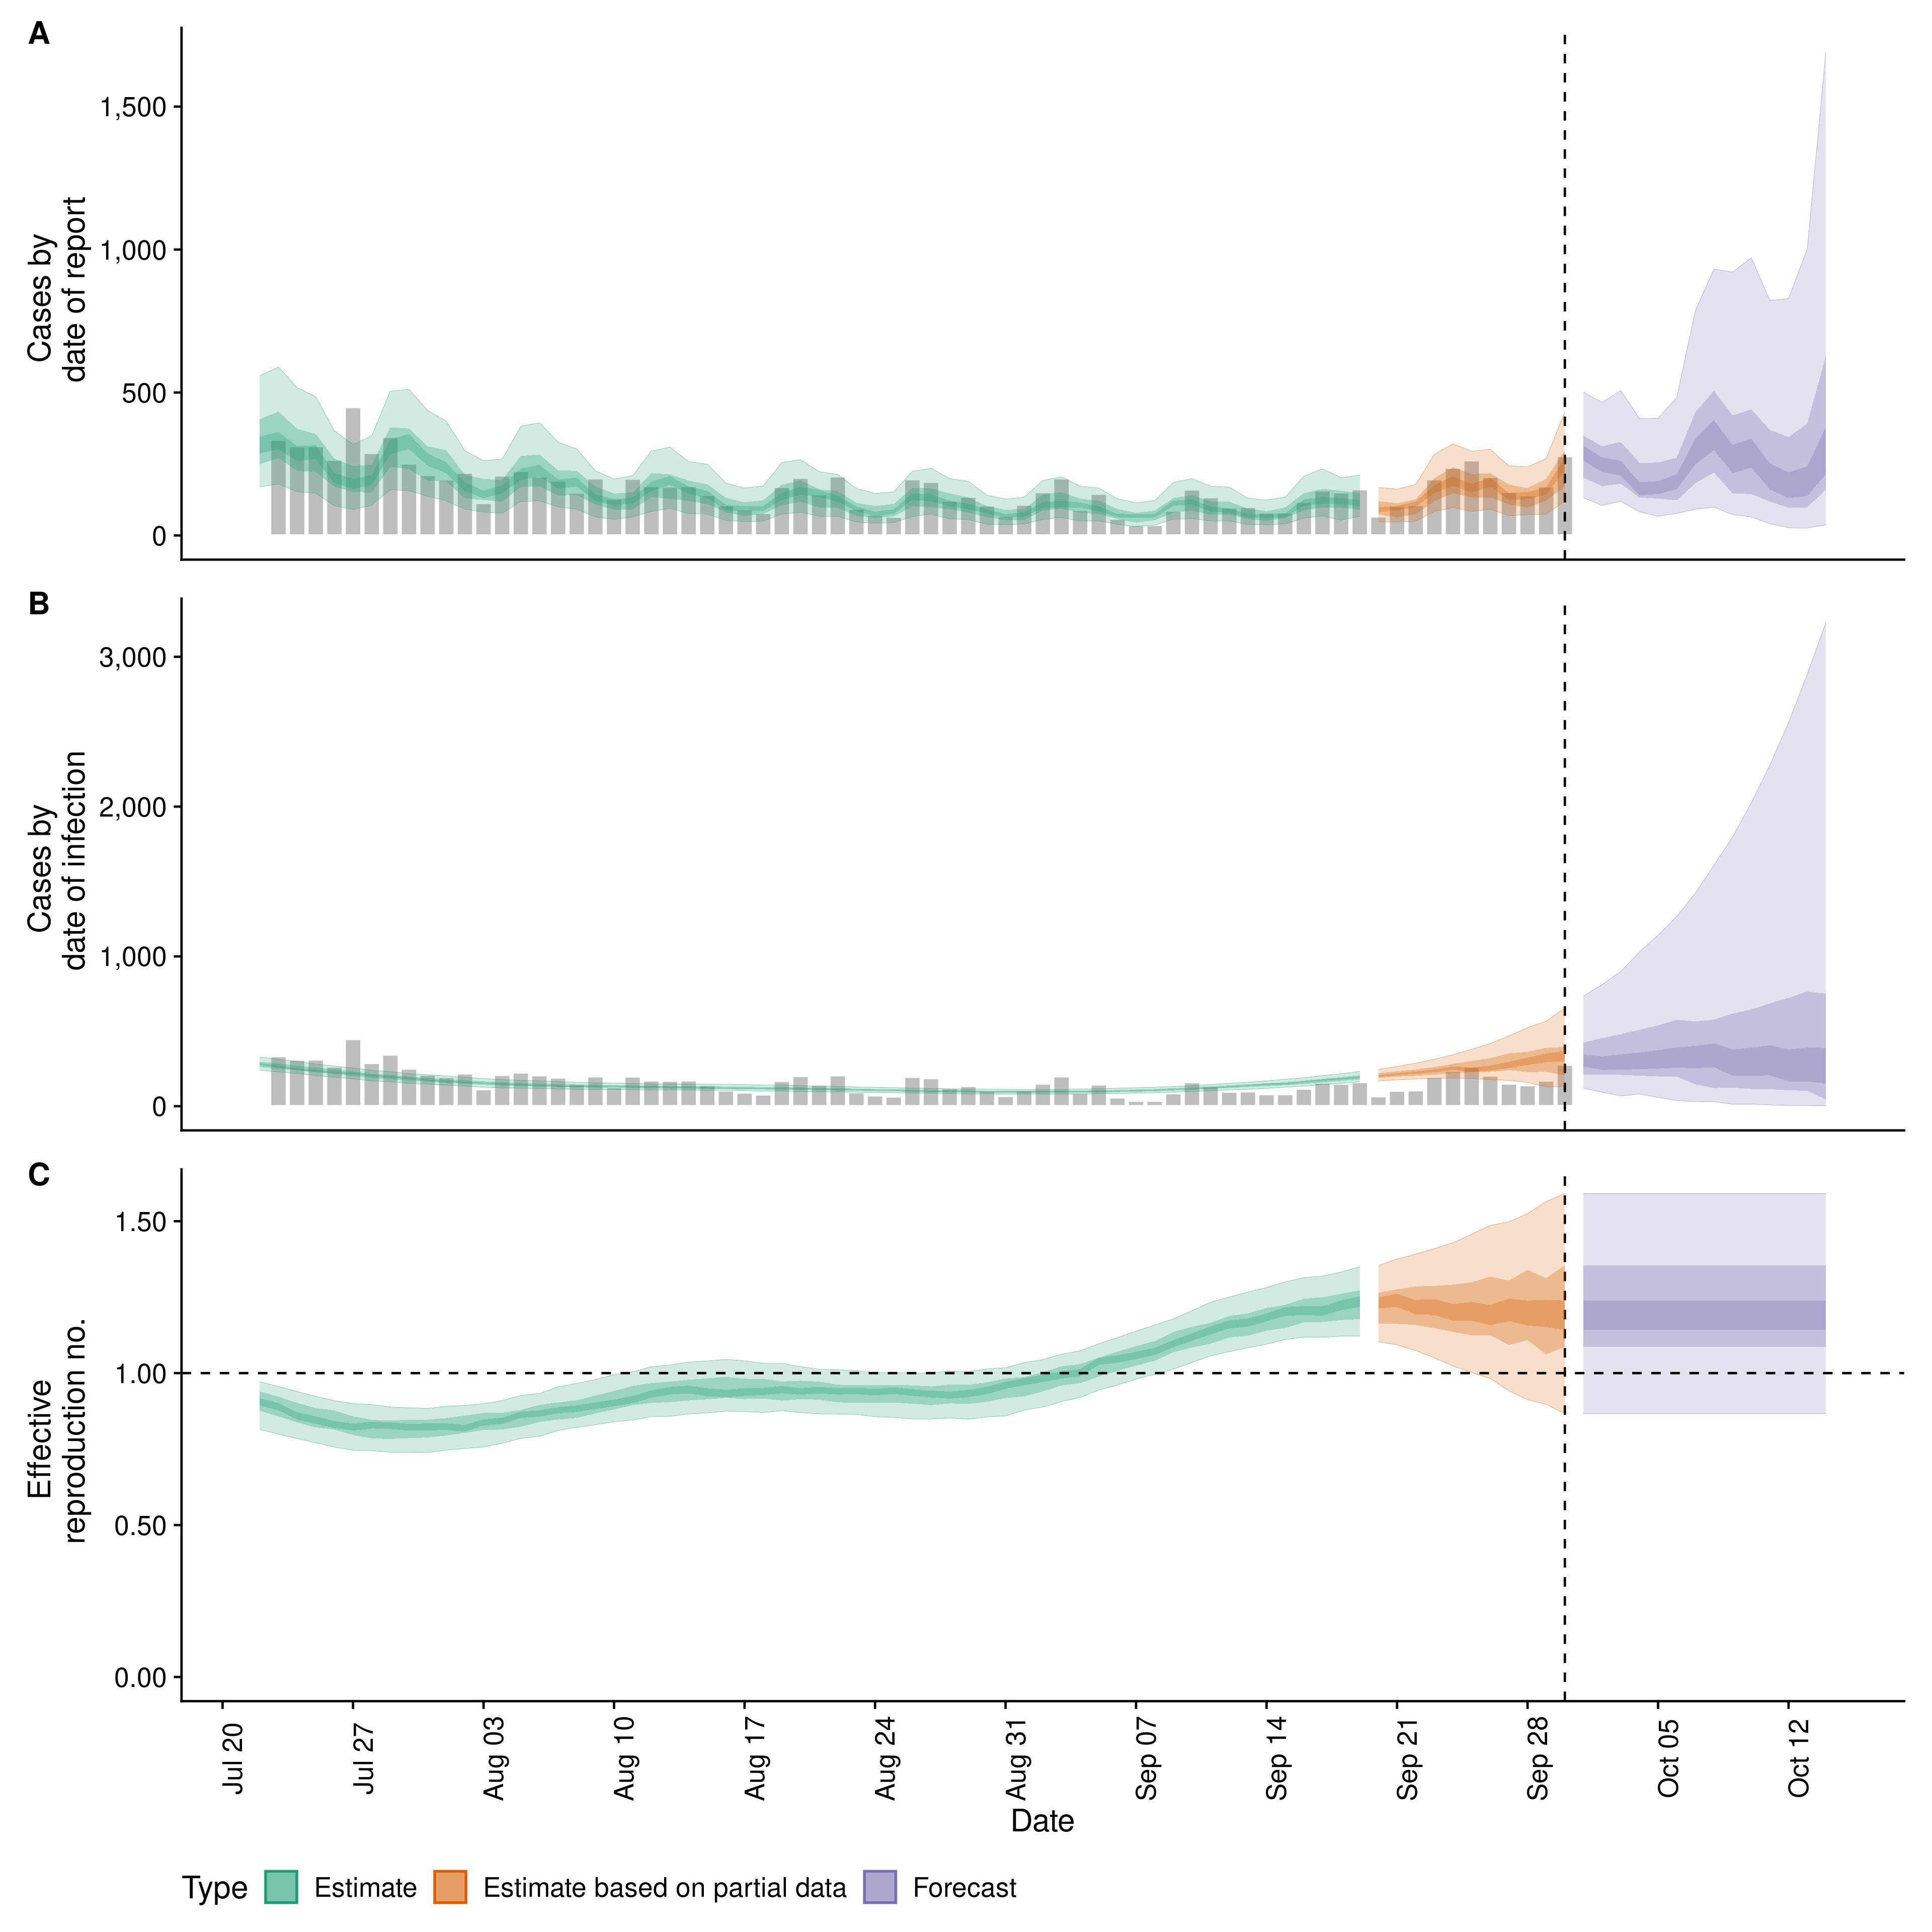 A
Cases by
date of report
1,500
1,000
500
0
B
Cases by
date of infection
3,000
2,000
1,000
0
C
Effective
reproduction no.
1.50
1.00
0.50
0.00
Jul 20
Jul 27
Aug 03
Aug 10
Aug 17
Aug 24
Aug 31
Sep 07
Sep 14
Sep 21
Sep 28
Oct 05
Oct 12
Date
Type Estimate Estimate based on partial data Forecast